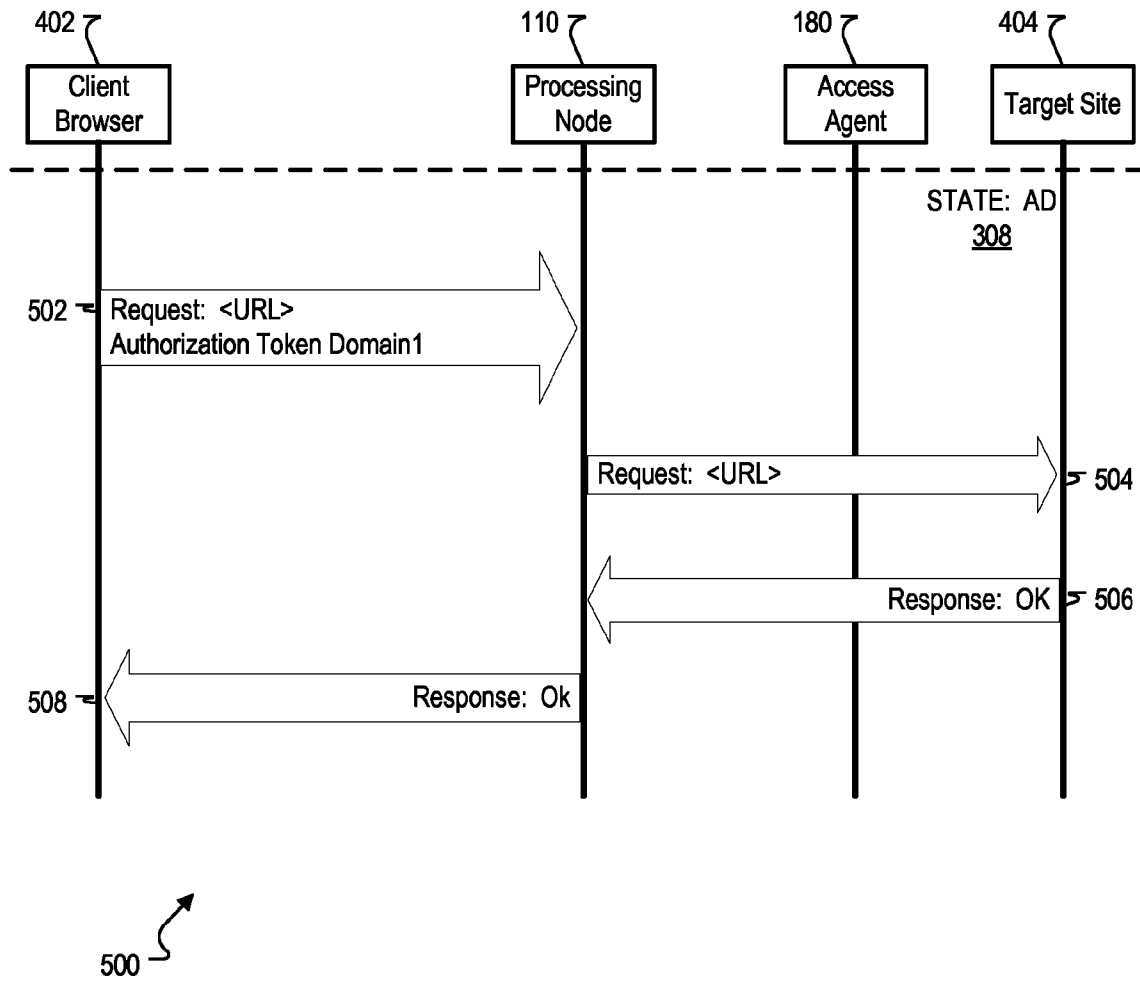 402
110
180
404
Client
Browser
Processing
Node
Access
Agent
Target Site
STATE: AD
308
502
Request: <URL>
Authorization Token Domain1
Request: <URL>
504
Response: OK
506
508
Response: Ok
500